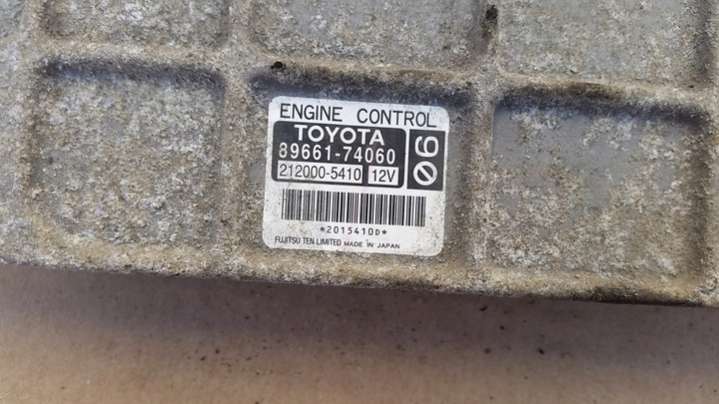 ENGINE CONTROL
TOYOTA
89661-74060
212000-5410 12V
06
*2015410D*
FUJITSU TEN LIMITED MADE IN JAPAN